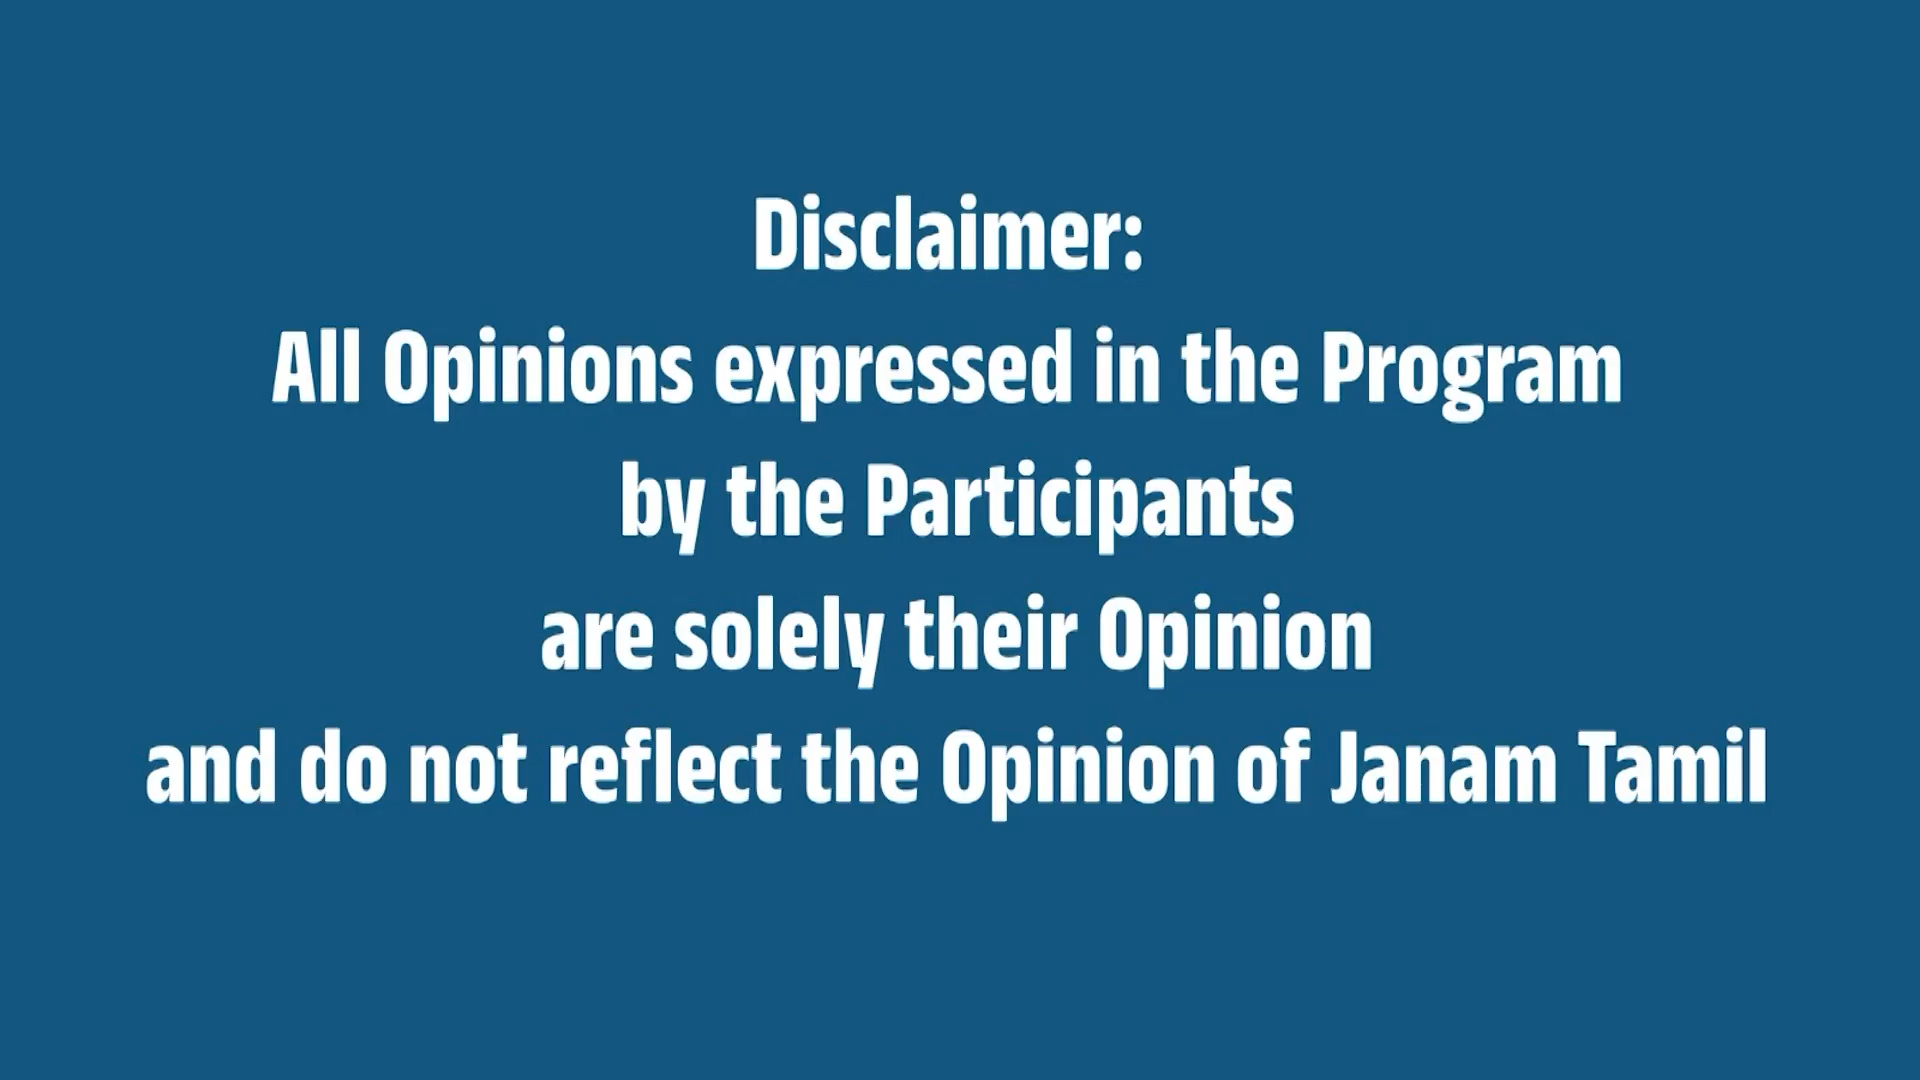 Disclaimer:
All Opinions expressed in the Program
by the Participants
are solely their Opinion
and do not reflect the Opinion of Janam Tamil